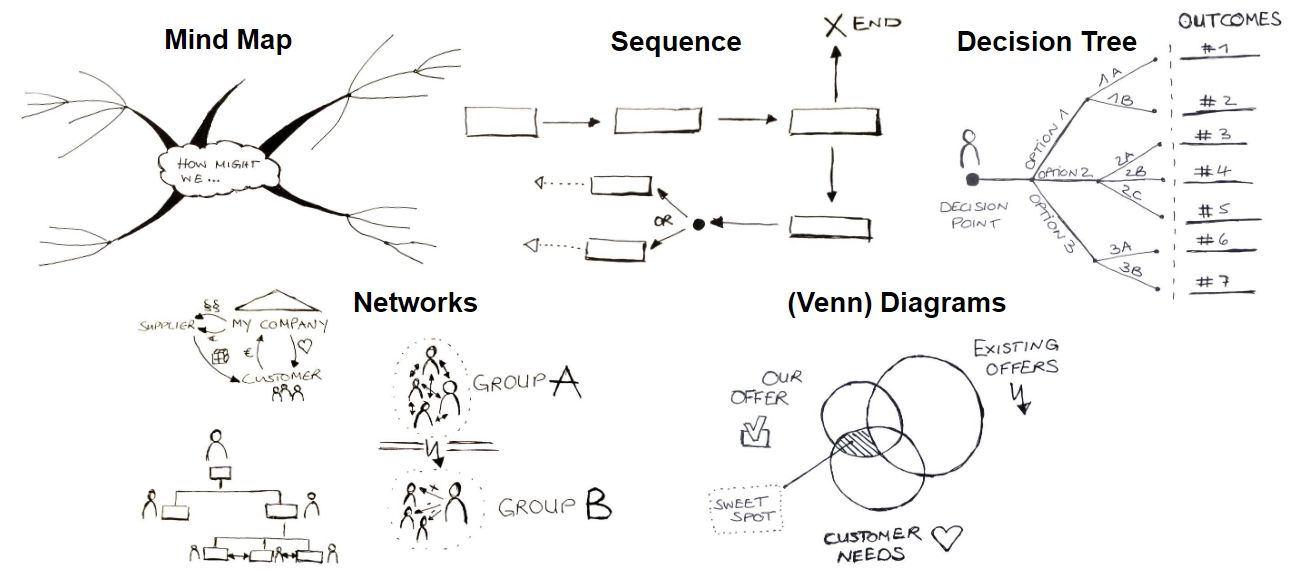 Mind Map
HOW MIGHT
WE...
Sequence
X END
OR
Decision Tree
OUTCOMES
DECISION
POINT
OPTION 1
OPTION 2
OPTION 3
1A
1B
2A
2B
2C
3A
3B
#1
#2
#3
#4
#5
#6
#7
Networks
§§
SUPPLIER
MY COMPANY
€
€
CUSTOMER
GROUP A
GROUP B
(Venn) Diagrams
OUR
OFFER
EXISTING
OFFERS
SWEET
SPOT
CUSTOMER
NEEDS